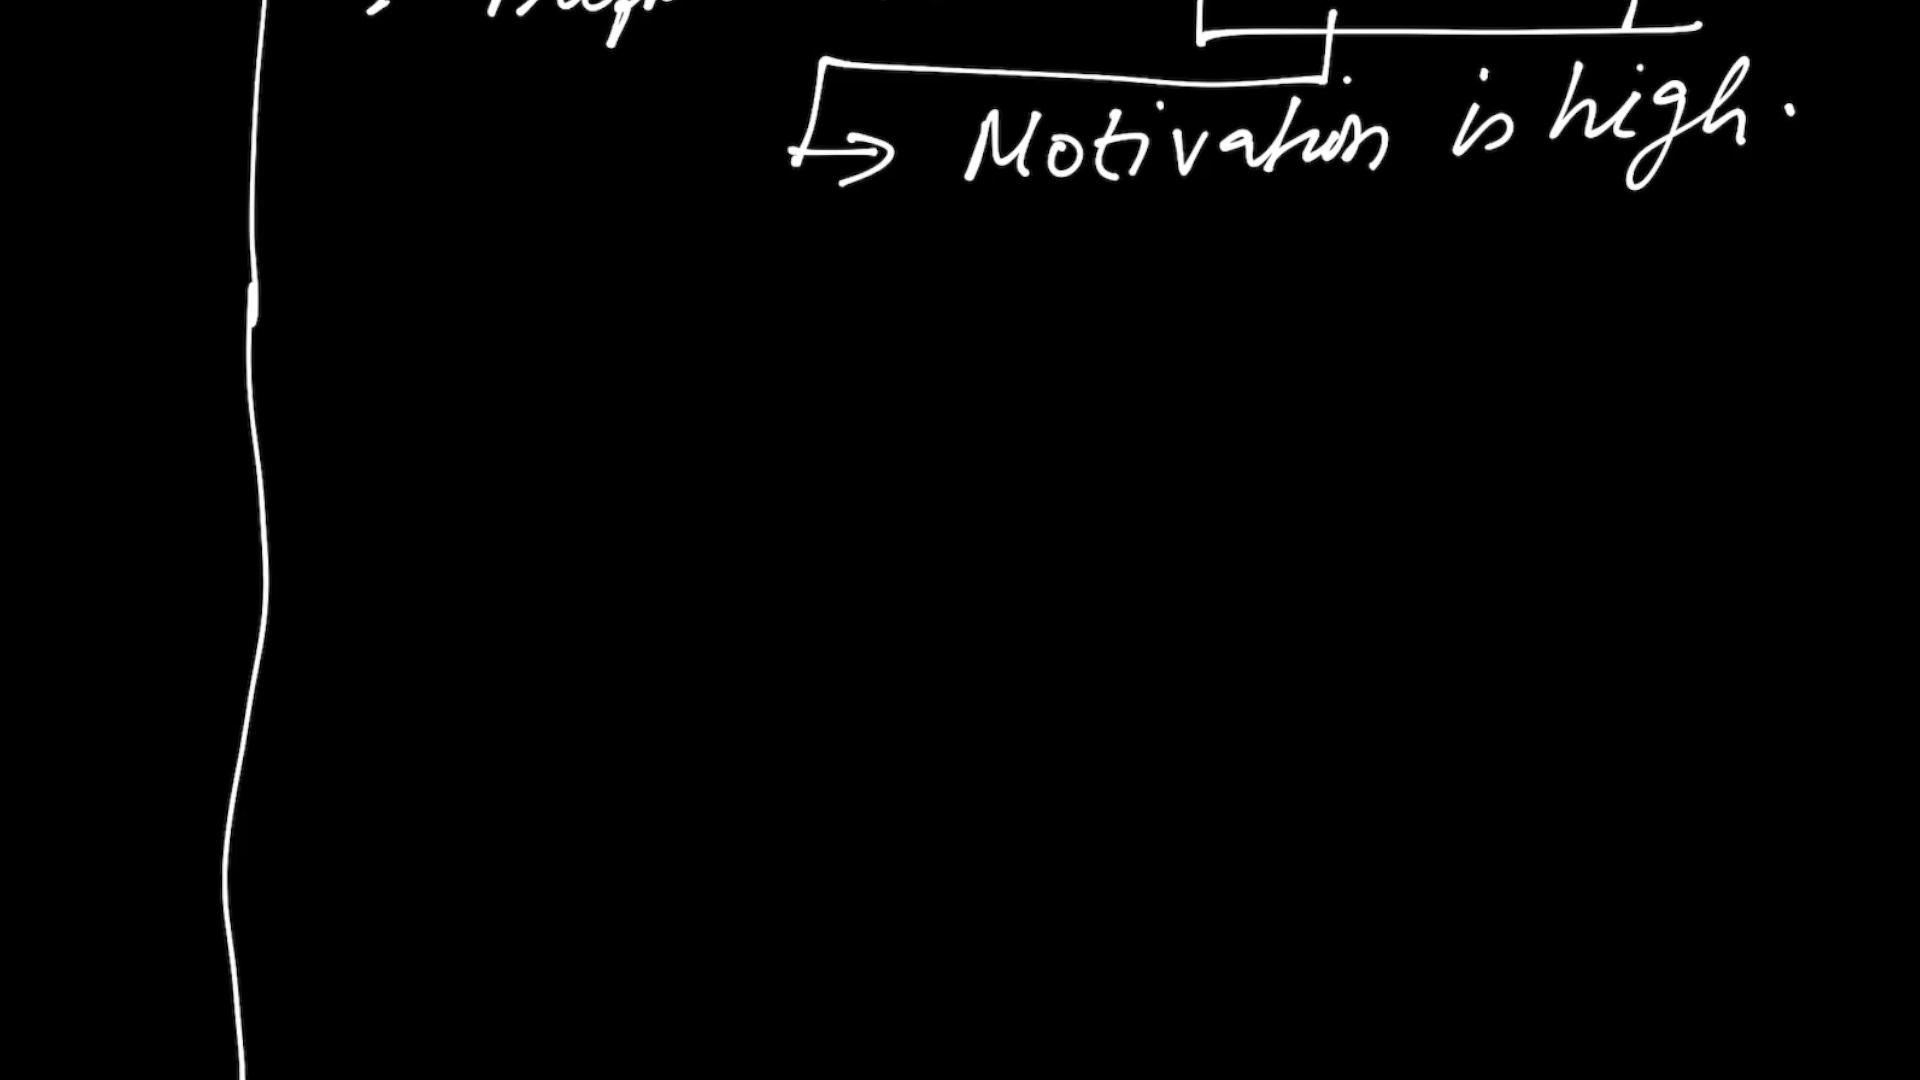 → Motivation is high.